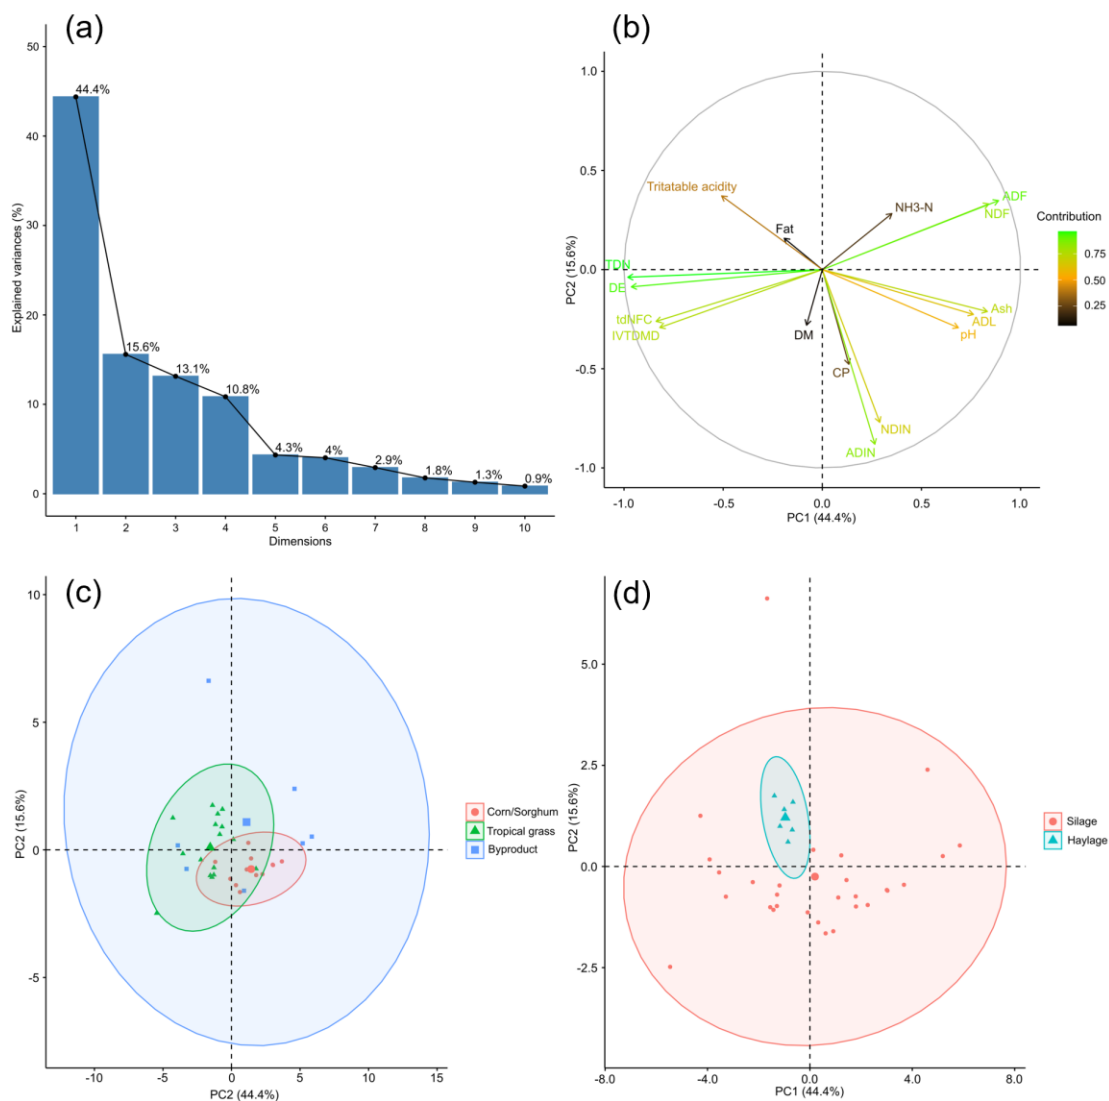 (a)
50
40
30
20
10
0
Explained variances (%)
44.4%
15.6%
13.1%
10.8%
4.3%
4%
2.9%
1.8%
1.3%
0.9%
1 2 3 4 5 6 7 8 9 10
Dimensions
(b)
1.0
0.5
0.0
-0.5
-1.0
PC2 (15.6%)
Tritatable acidity
Fat
NH3-N
ADF
NDF
TDN
DE
tdNFC
IVTDMD
DM
CP
Ash
ADL
pH
NDIN
ADIN
-1.0 -0.5 0.0 0.5 1.0
PC1 (44.4%)
Contribution
0.75
0.50
0.25
(c)
10
5
0
-5
PC2 (15.6%)
-10 -5 0 5 10 15
PC2 (44.4%)
Corn/Sorghum
Tropical grass
Byproduct
(d)
5.0
2.5
0.0
-2.5
PC2 (15.6%)
-8.0 -4.0 0.0 4.0 8.0
PC1 (44.4%)
Silage
Haylage